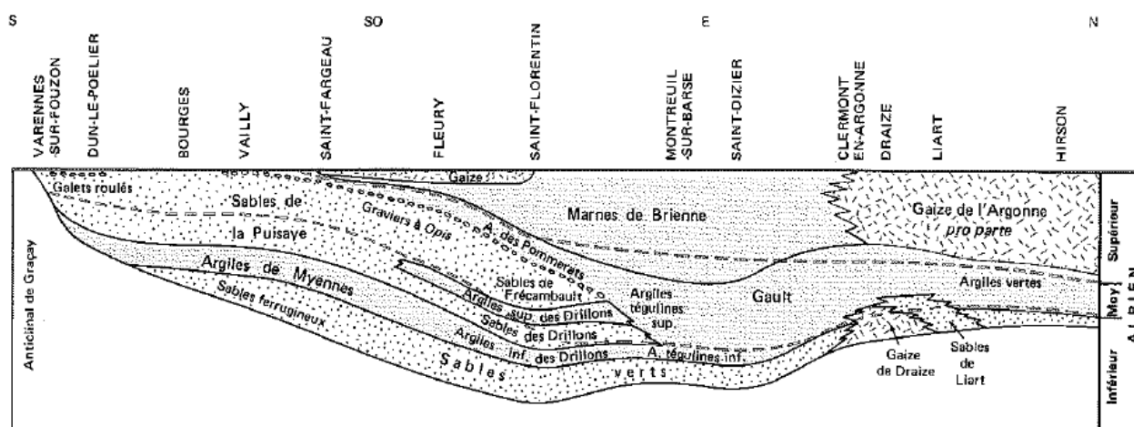 S
SO
E
N
VARENNES
-SUR-FOUZON
DUN-LE-POELIER
BOURGES
VAILLY
SAINT-FARGEAU
FLEURY
SAINT-FLORENTIN
MONTREUIL
-SUR-BARSE
SAINT-DIZIER
CLERMONT
EN-ARGONNE
DRAIZE
LIART
HIRSON
Galets roulés
Sables de
la Puisaye
Gaize
Graviers à Opis
A. des Pommerats
Marnes de Brienne
Gaize de l'Argonne
pro parte
Argiles vertes
Argiles de Myennes
Sables ferrugineux
Sables de
Frécambault
Argiles sup. des Drillons
Sables des Drillons
Argiles inf. des Drillons
Argiles
tégulines
sup.
A. tégulines inf.
Gault
Sables verts
Gaize
de Draize
Sables
de
Liart
Anticlinal de Graçay
Supérieur
Moy.
Inférieur
ALBIEN